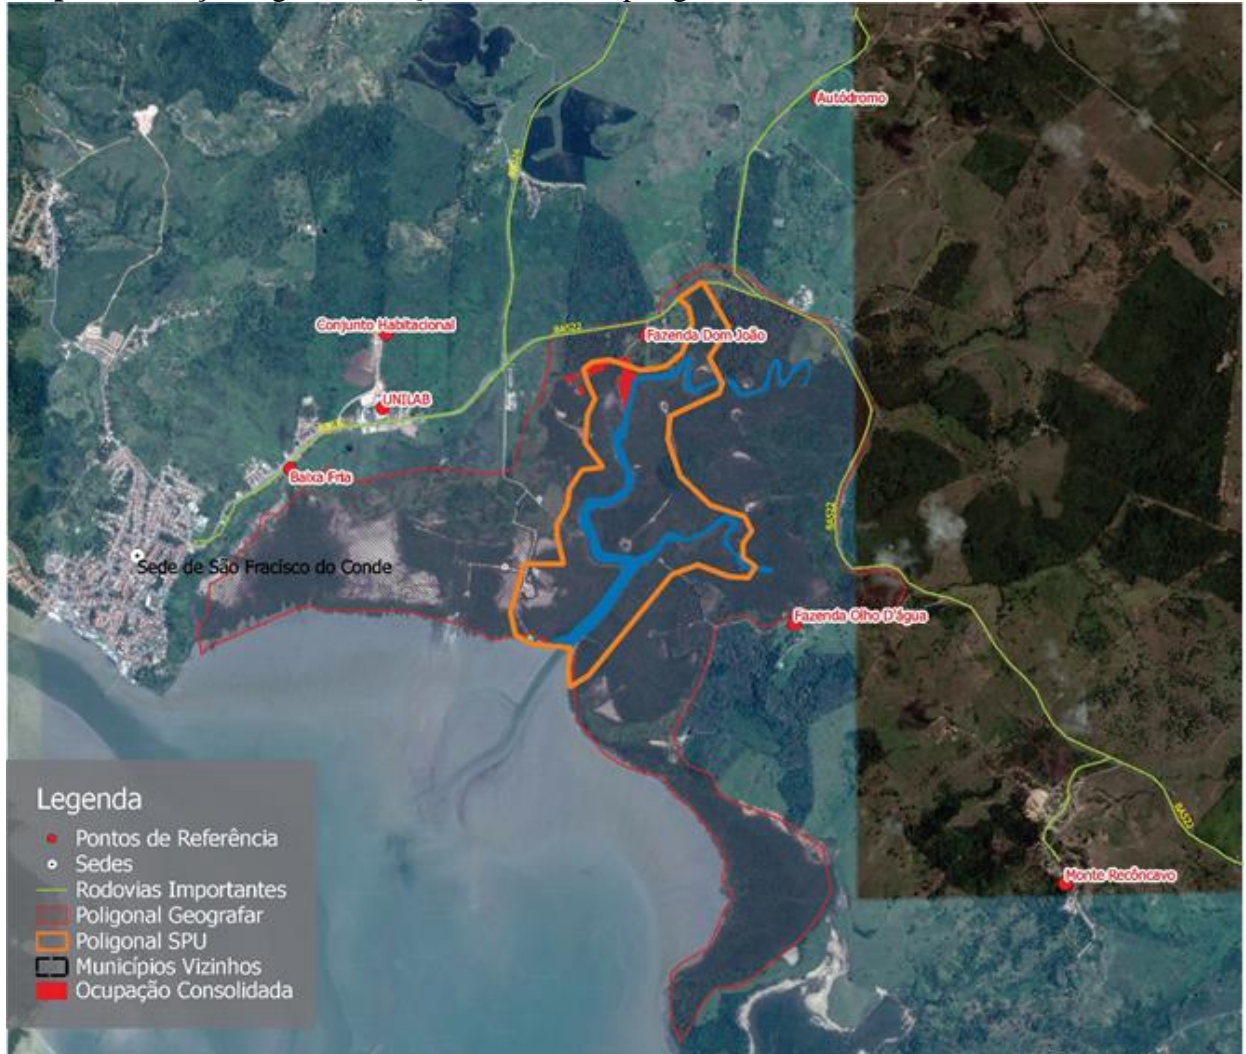 Autódromo
Conjunto Habitacional
BA522
Fazenda Dom João
UNILAB
Baixa Fria
BA522
Sede de São Fracisco do Conde
Fazenda Olho D'água
Legenda
Pontos de Referência
Sedes
Rodovias Importantes
Poligonal Geografar
Poligonal SPU
Municípios Vizinhos
Ocupação Consolidada
BA522
Monte Recôncavo